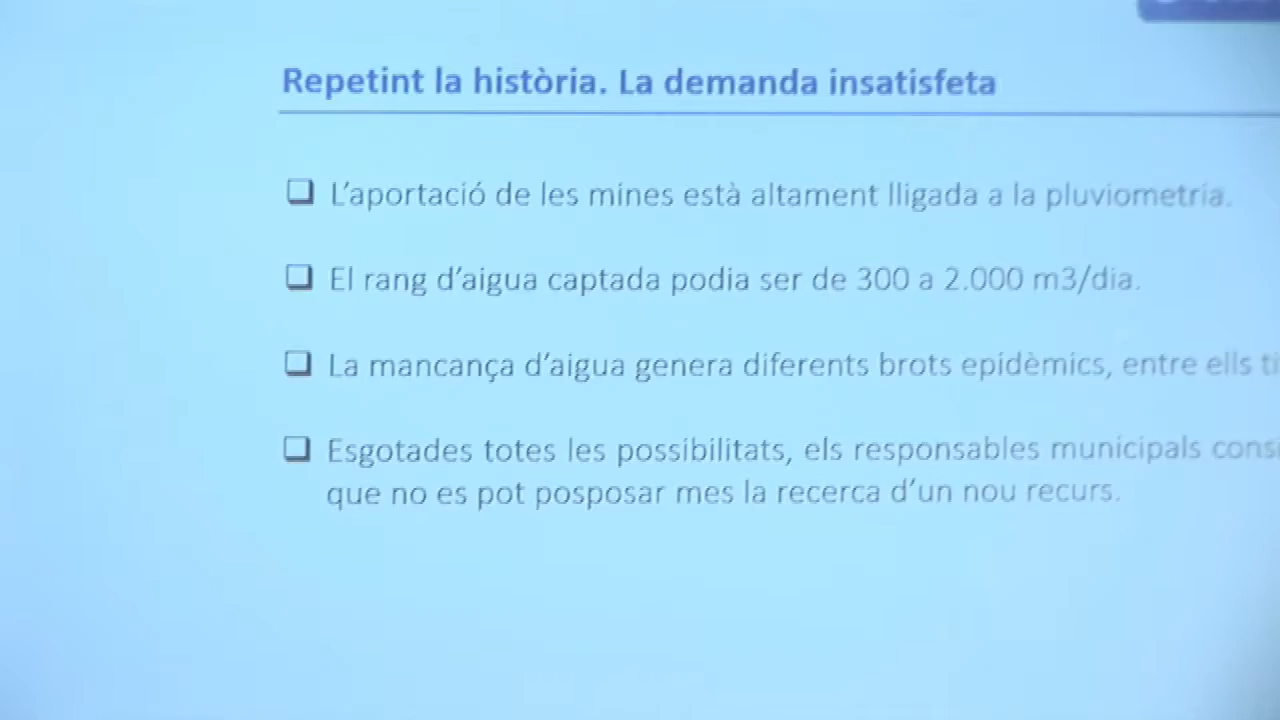 Repetint la història. La demanda insatisfeta
L'aportació de les mines està altament lligada a la pluviometria.
El rang d'aigua captada podia ser de 300 a 2.000 m3/dia.
La mancança d'aigua genera diferents brots epidèmics, entre ells
Esgotades totes les possibilitats, els responsables municipals
que no es pot posposar mes la recerca d'un nou recurs.